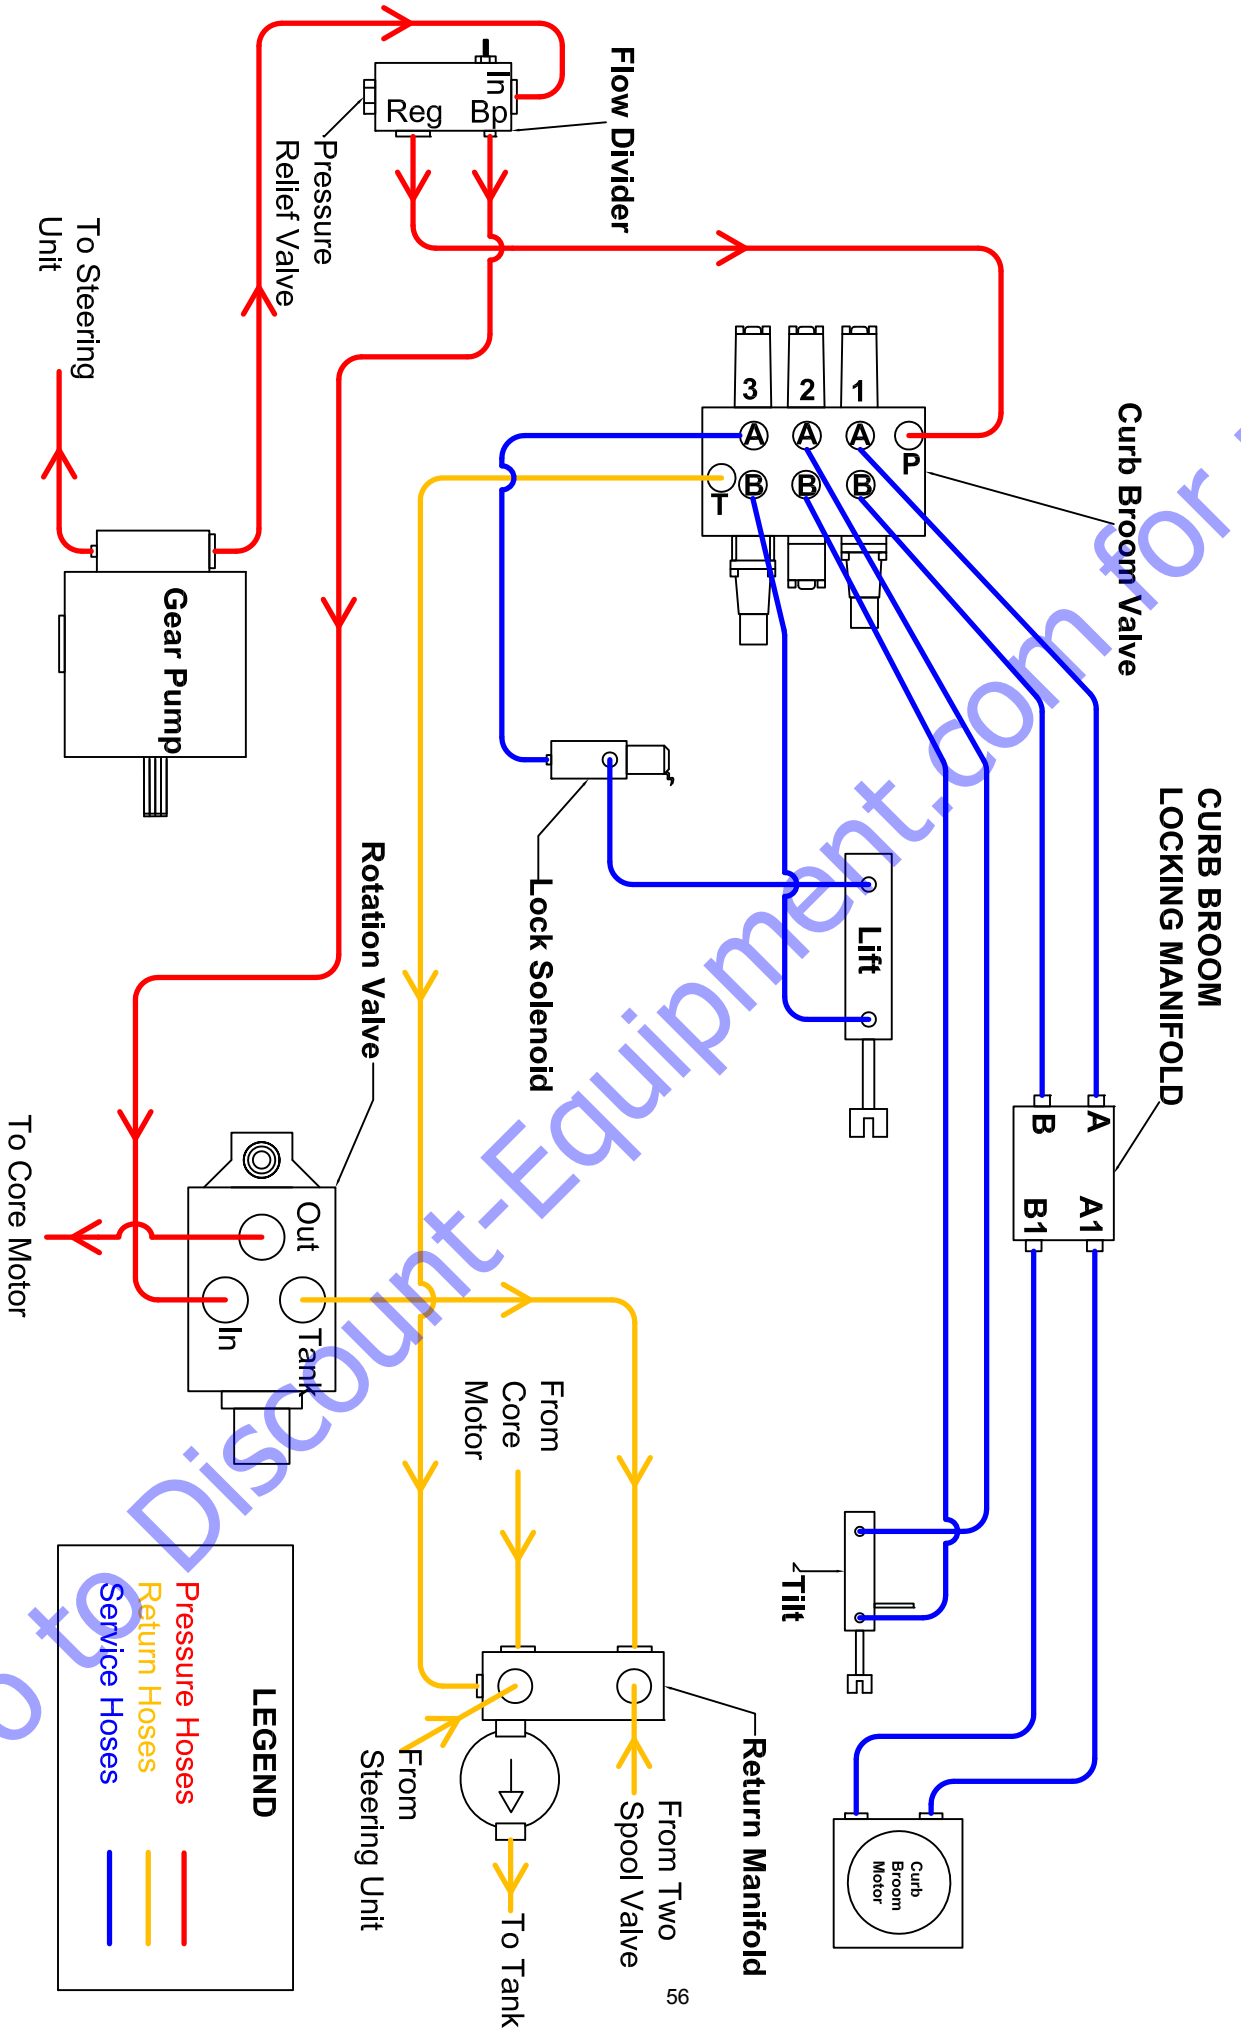 Flow Divider
In
Bp
Reg
Pressure
Relief Valve
To Steering
Unit
Gear Pump
Curb Broom Valve
1
2
3
A
A
A
P
B
B
B
T
CURB BROOM
LOCKING MANIFOLD
A
B
A1
B1
Lift
Lock Solenoid
Rotation Valve
Out
In
Tank
To Core Motor
From
Core
Motor
Tilt
Return Manifold
From Two
Spool Valve
From
Steering Unit
To Tank
Curb
Broom
Motor
LEGEND
Pressure Hoses
Return Hoses
Service Hoses
56
o to Discount-Equipment.com for